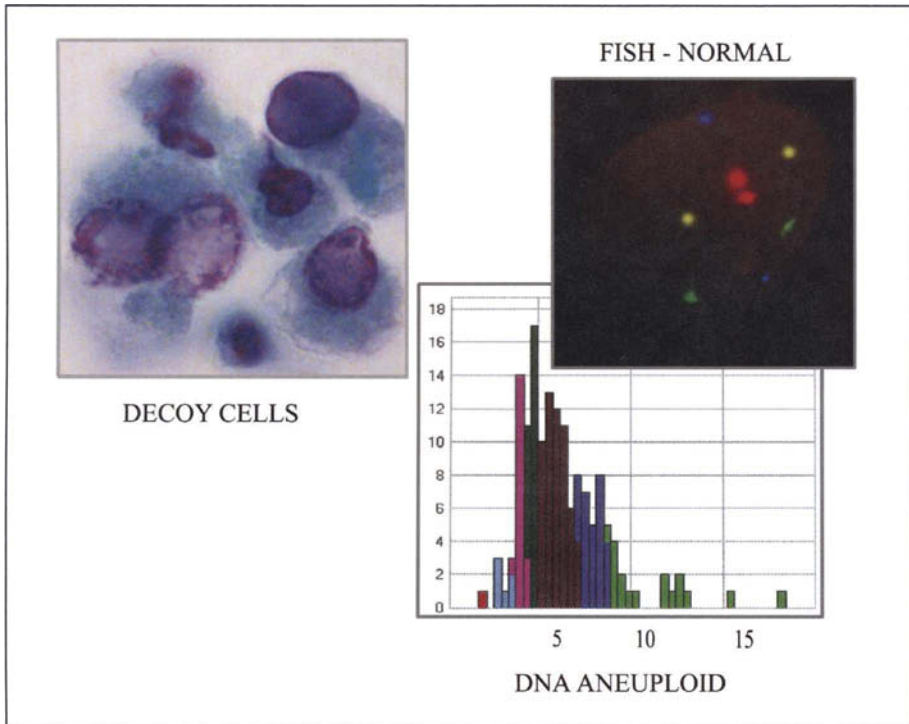 FISH - NORMAL
DECOY CELLS
18
16
14
12
10
8
6
4
2
0
5 10 15
DNA ANEUPLOID